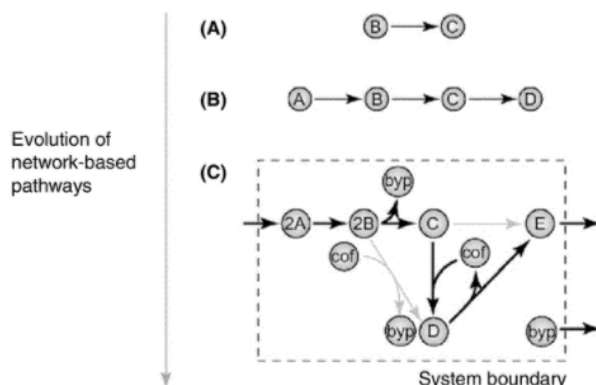 (A)
B C
(B)
A B C D
Evolution of
network-based
pathways
(C)
byp
2A 2B C E
cof cof
byp D byp
System boundary